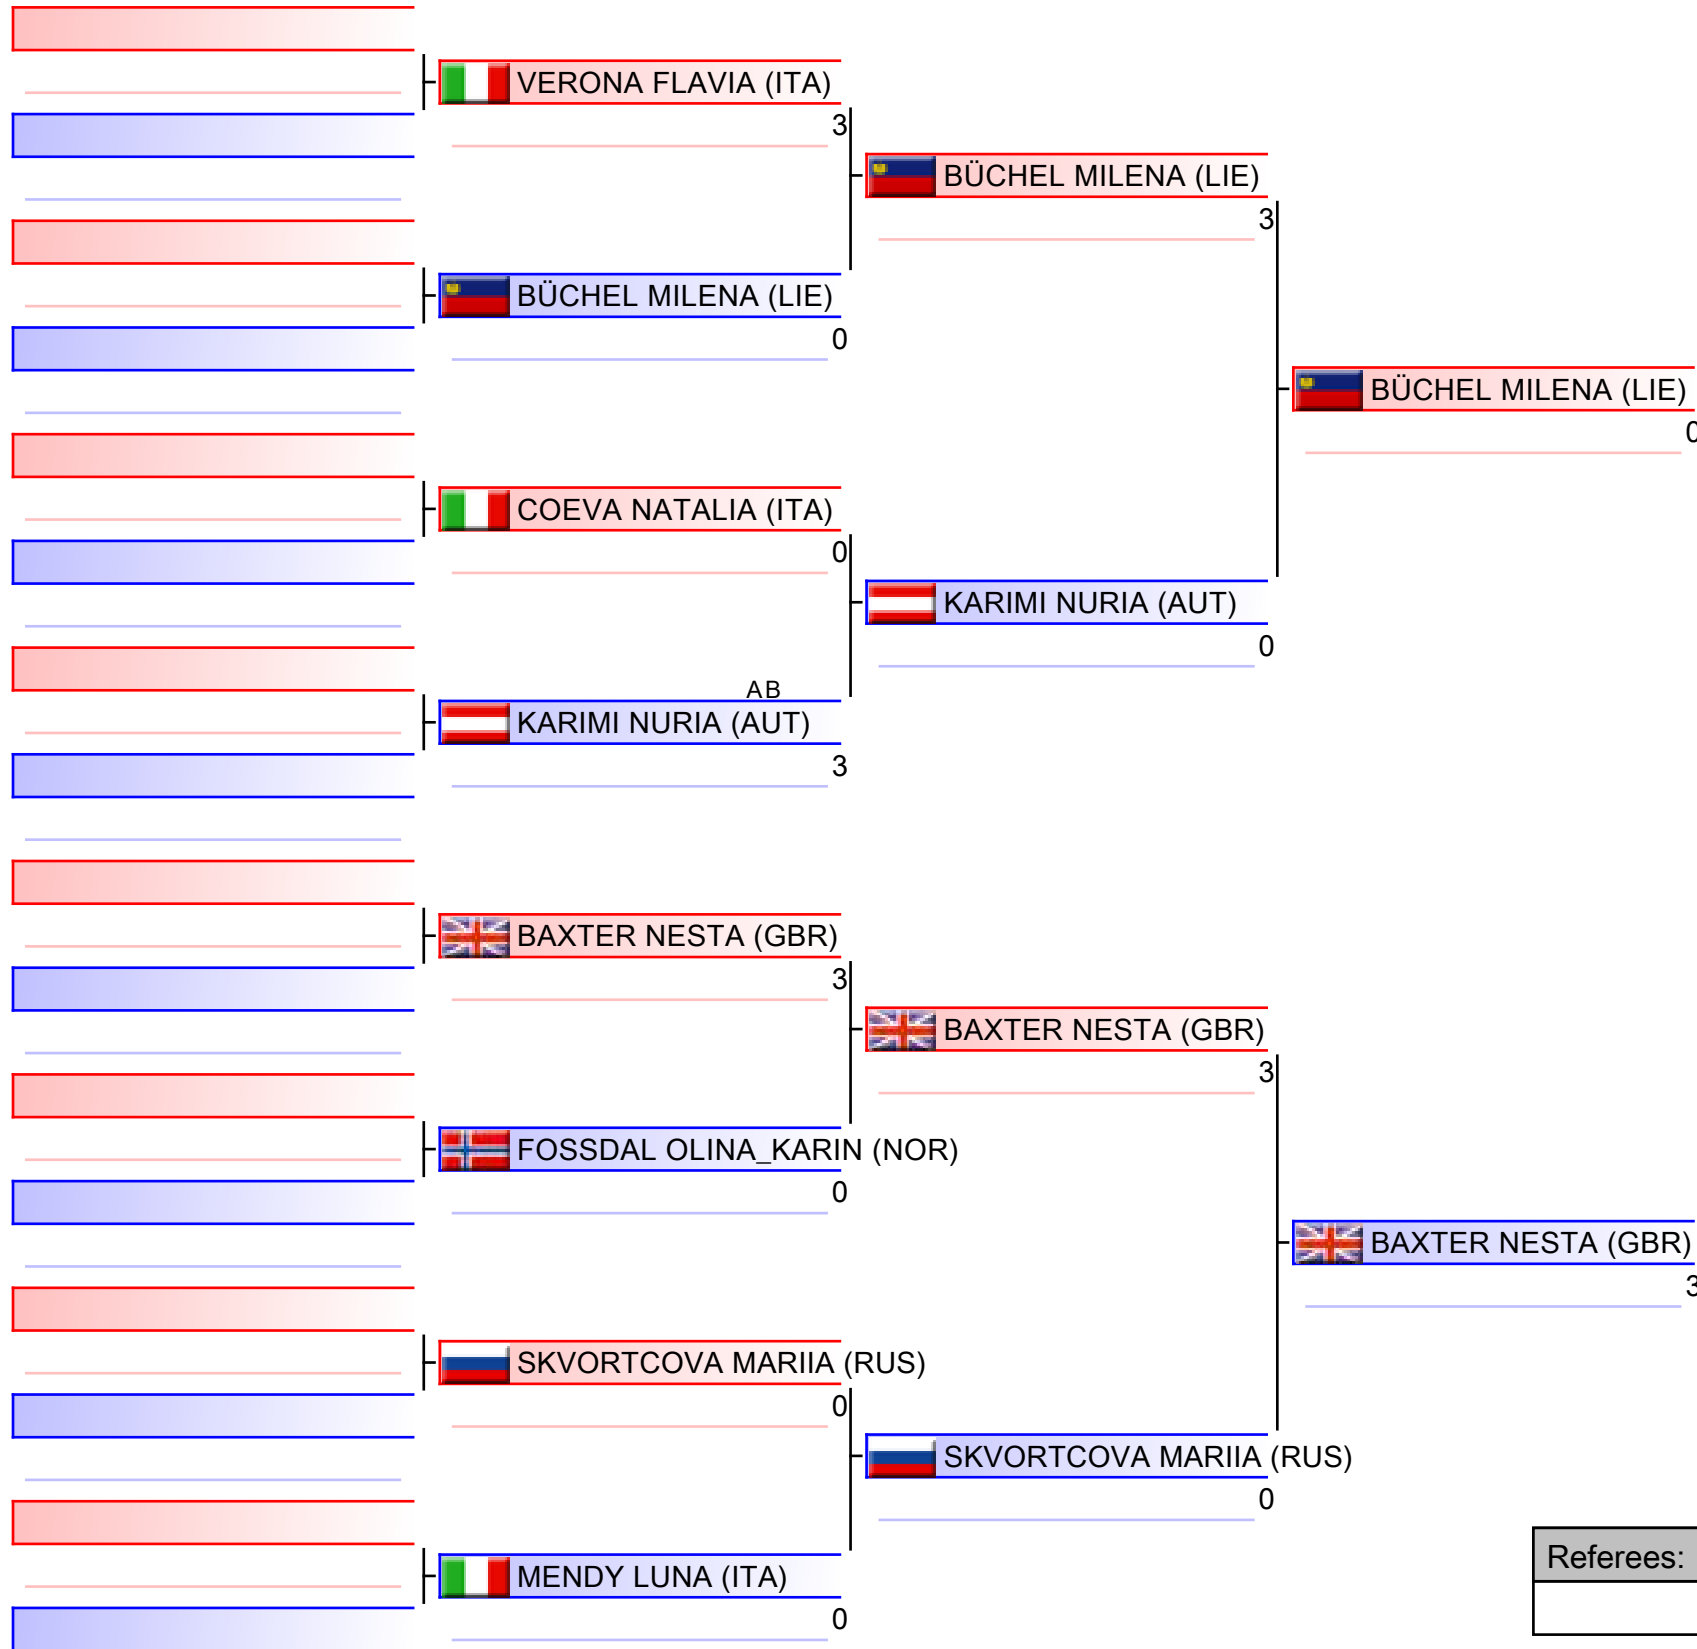 VERONA FLAVIA (ITA)
3
BÜCHEL MILENA (LIE)
3
BÜCHEL MILENA (LIE)
0
BÜCHEL MILENA (LIE)
0
COEVA NATALIA (ITA)
0
KARIMI NURIA (AUT)
0
AB
KARIMI NURIA (AUT)
3
BAXTER NESTA (GBR)
3
BAXTER NESTA (GBR)
3
FOSSDAL OLINA_KARIN (NOR)
0
BAXTER NESTA (GBR)
3
SKVORTCOVA MARIIA (RUS)
0
SKVORTCOVA MARIIA (RUS)
0
MENDY LUNA (ITA)
0
Referees: